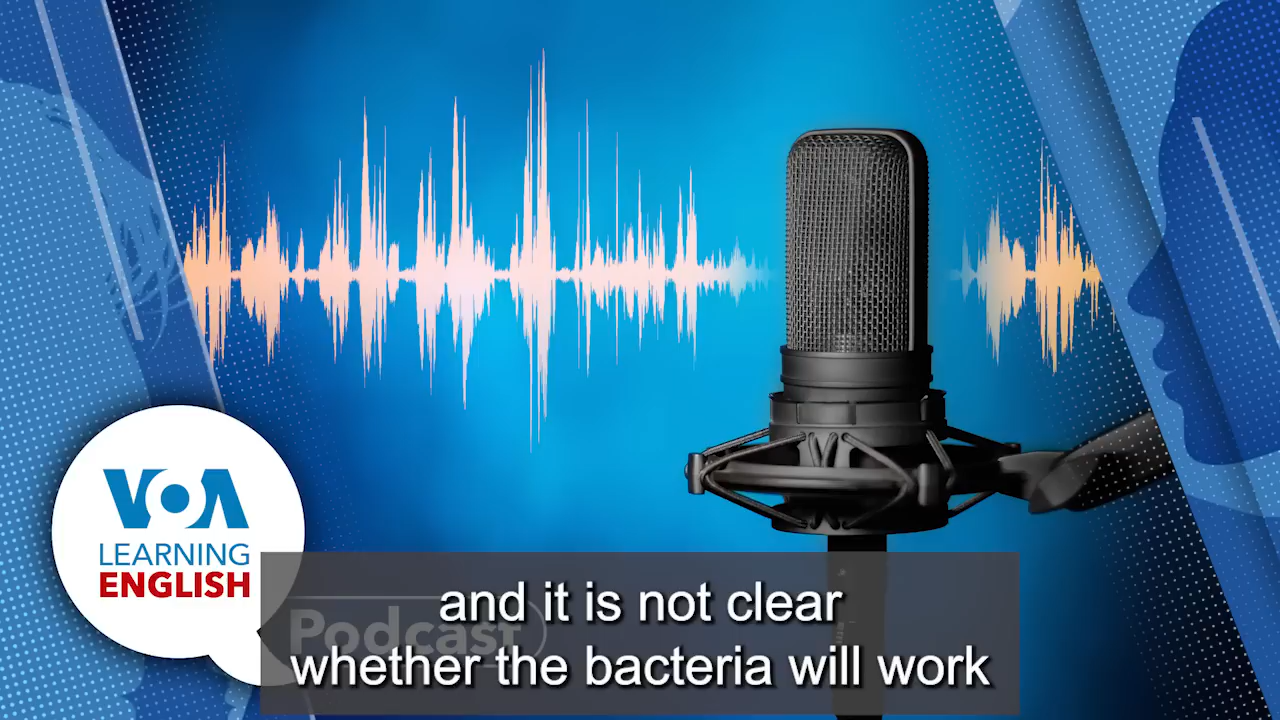 VOA
LEARNING
ENGLISH
Podcast
and it is not clear
whether the bacteria will work